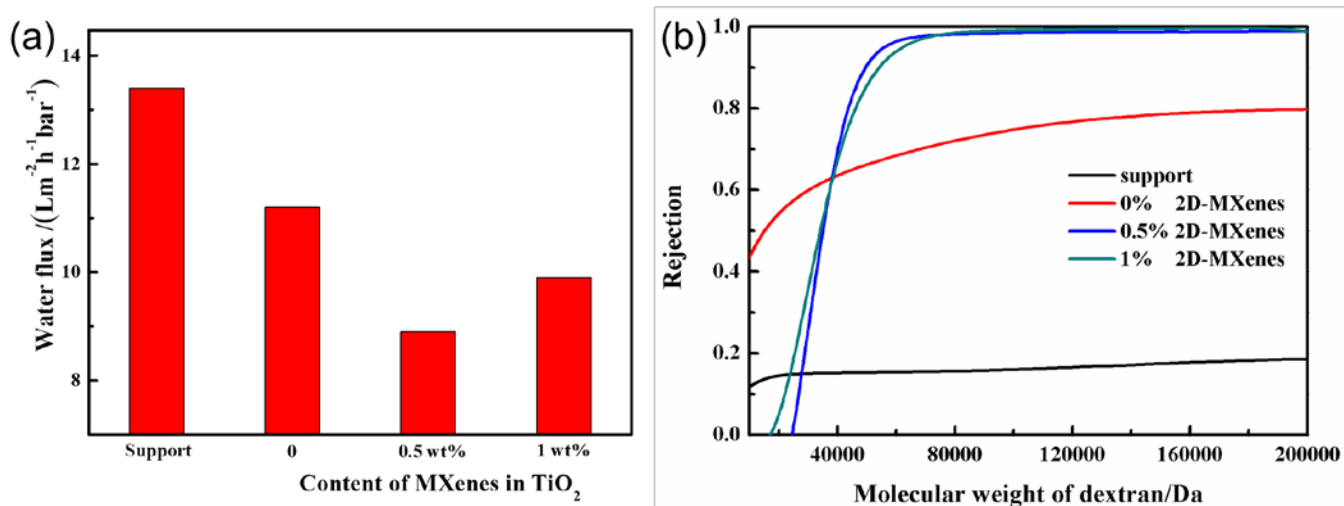 (a)
Water flux /(Lm⁻²h⁻¹bar⁻¹)
14
12
10
8
Support 0 0.5 wt% 1 wt%
Content of MXenes in TiO₂
(b)
Rejection
1.0
0.8
0.6
0.4
0.2
0.0
support
0% 2D-MXenes
0.5% 2D-MXenes
1% 2D-MXenes
40000 80000 120000 160000 200000
Molecular weight of dextran/Da